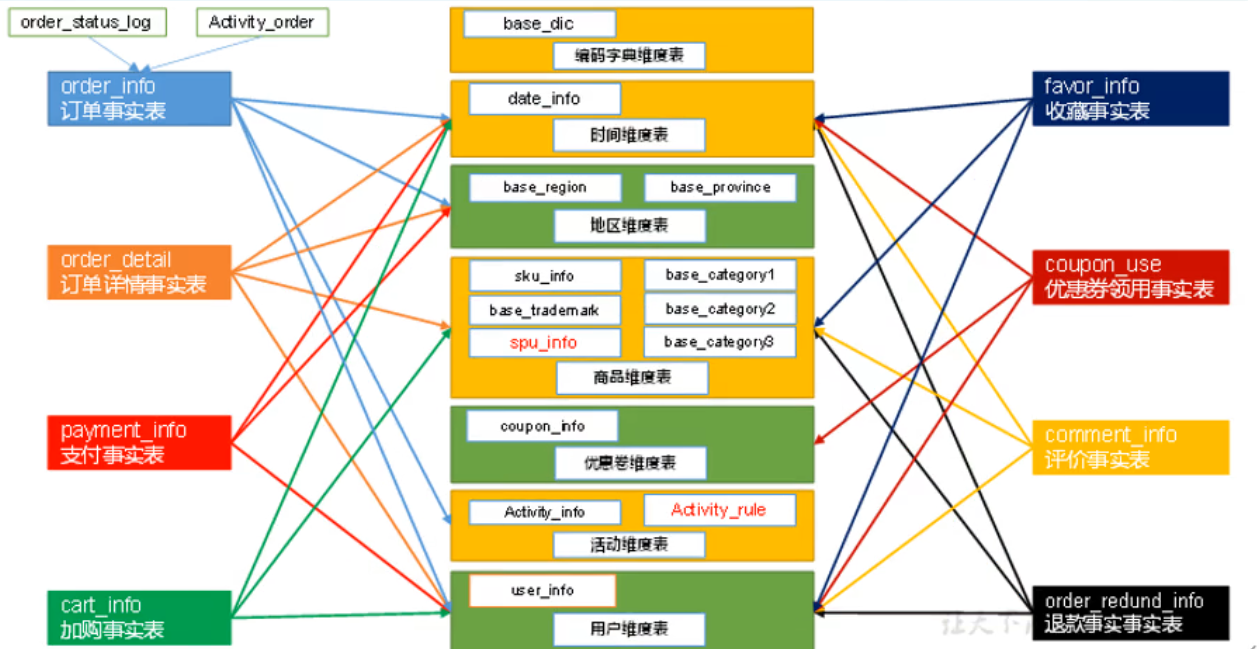 order_status_log
Activity_order
order_info
订单事实表
order_detail
订单详情事实表
payment_info
支付事实表
cart_info
加购事实表
base_dic
编码字典维度表
date_info
时间维度表
base_region
base_province
地区维度表
sku_info
base_category1
base_trademark
base_category2
spu_info
base_category3
商品维度表
coupon_info
优惠卷维度表
Activity_info
Activity_rule
活动维度表
user_info
用户维度表
favor_info
收藏事实表
coupon_use
优惠券领用事实表
comment_info
评价事实表
order_redund_info
退款事实事实表
让天下